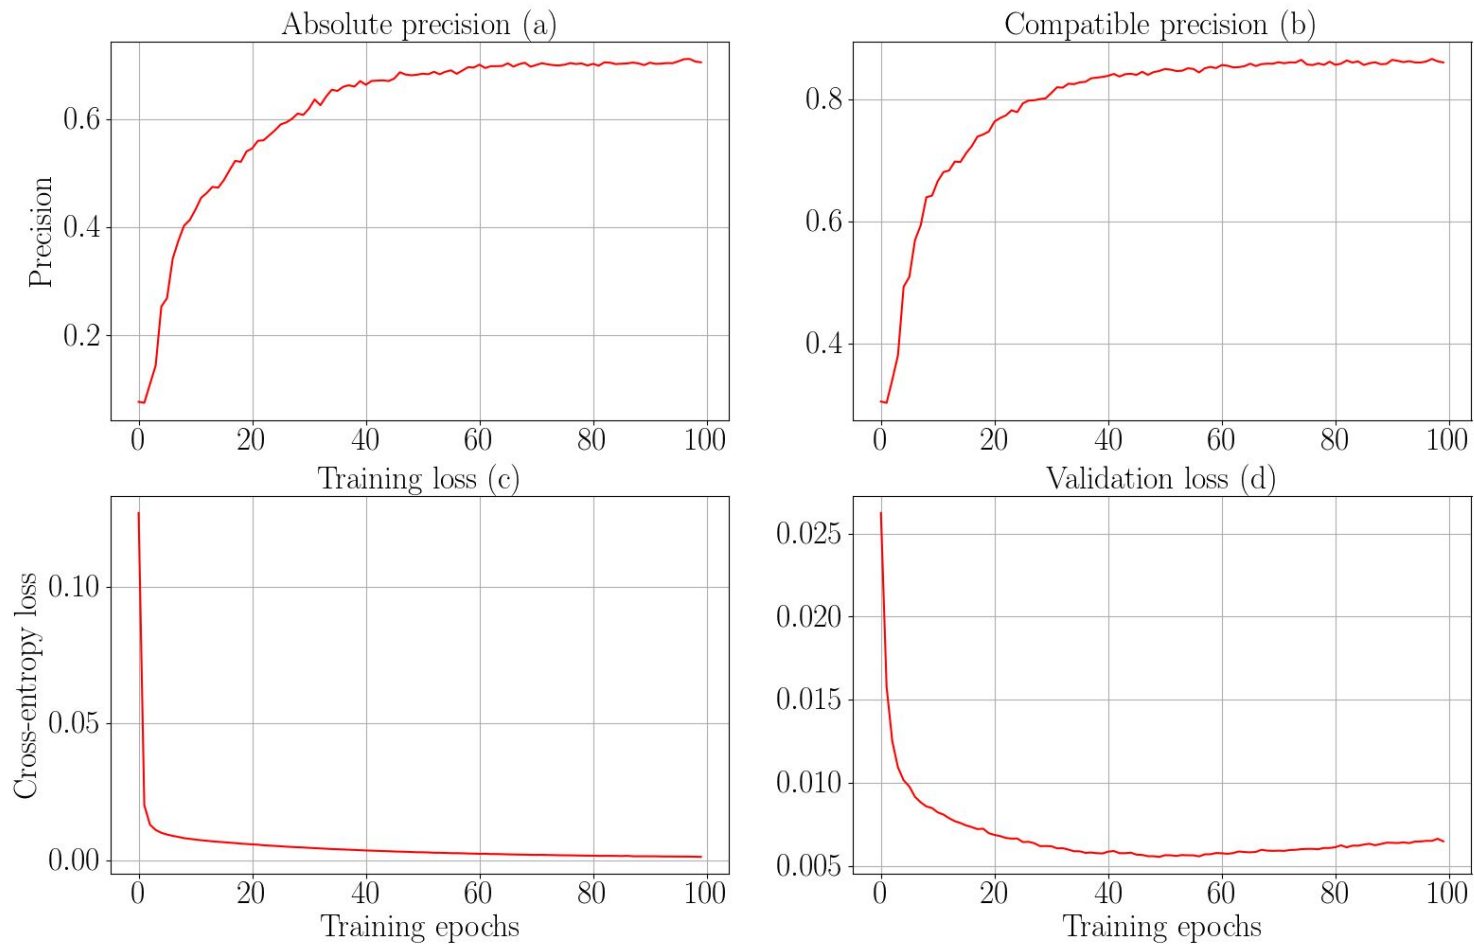 Absolute precision (a)
Precision
0.6
0.4
0.2
0 20 40 60 80 100
Compatible precision (b)
0.8
0.6
0.4
0 20 40 60 80 100
Training loss (c)
Cross-entropy loss
0.10
0.05
0.00
0 20 40 60 80 100
Training epochs
Validation loss (d)
0.025
0.020
0.015
0.010
0.005
0 20 40 60 80 100
Training epochs